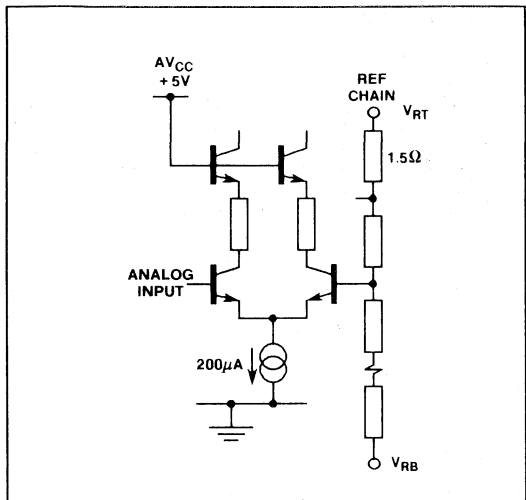 AVCC
+5V
REF
CHAIN
VRT
1.5Ω
ANALOG
INPUT
200μA
VRB